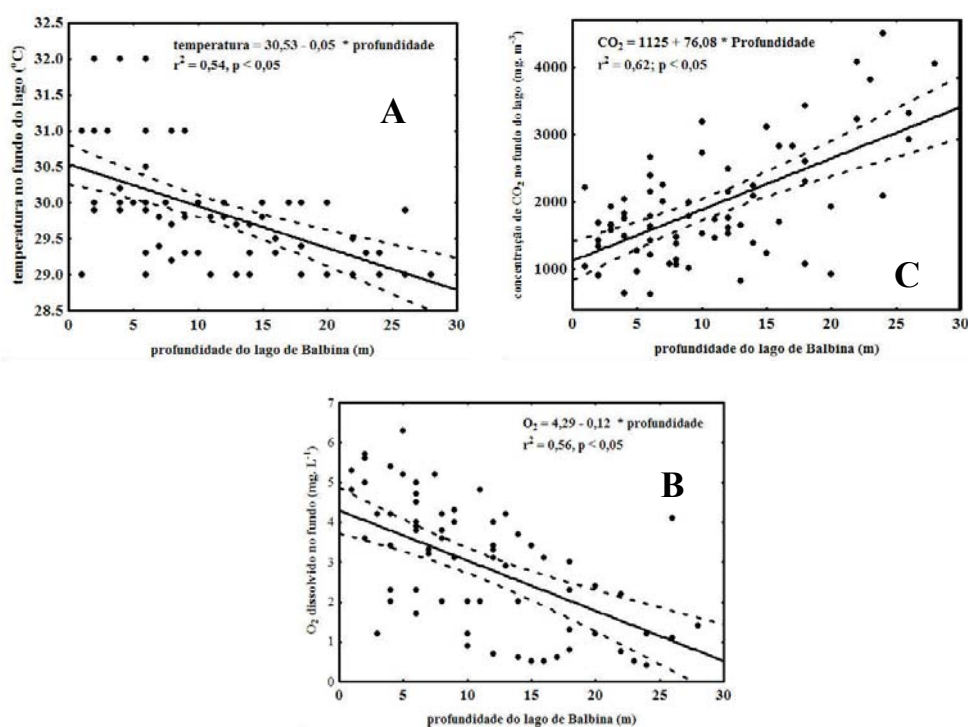 temperatura = 30,53 - 0,05 * profundidade
r² = 0,54, p < 0,05
A
temperatura no fundo do lago (°C)
32.5
32.0
31.5
31.0
30.5
30.0
29.5
29.0
28.5
0 5 10 15 20 25 30
profundidade do lago de Balbina (m)
CO₂ = 1125 + 76,08 * Profundidade
r² = 0,62; p < 0,05
C
concentração de CO₂ no fundo do lago (mg. m⁻³)
4000
3000
2000
1000
0 5 10 15 20 25 30
profundidade do lago de Balbina (m)
O₂ = 4,29 - 0,12 * profundidade
r² = 0,56, p < 0,05
B
O₂ dissolvido no fundo (mg. L⁻¹)
7
6
5
4
3
2
1
0
0 5 10 15 20 25 30
profundidade do lago de Balbina (m)